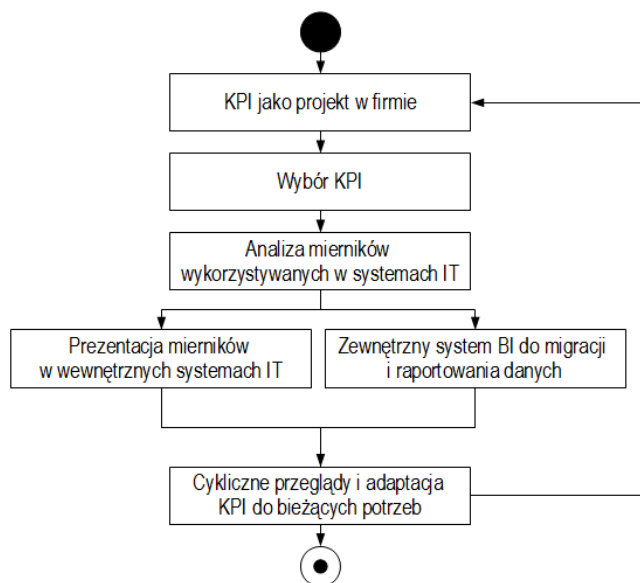 KPI jako projekt w firmie
Wybór KPI
Analiza mierników
wykorzystywanych w systemach IT
Prezentacja mierników
w wewnętrznych systemach IT
Zewnętrzny system BI do migracji
i raportowania danych
Cykliczne przeglądy i adaptacja
KPI do bieżących potrzeb